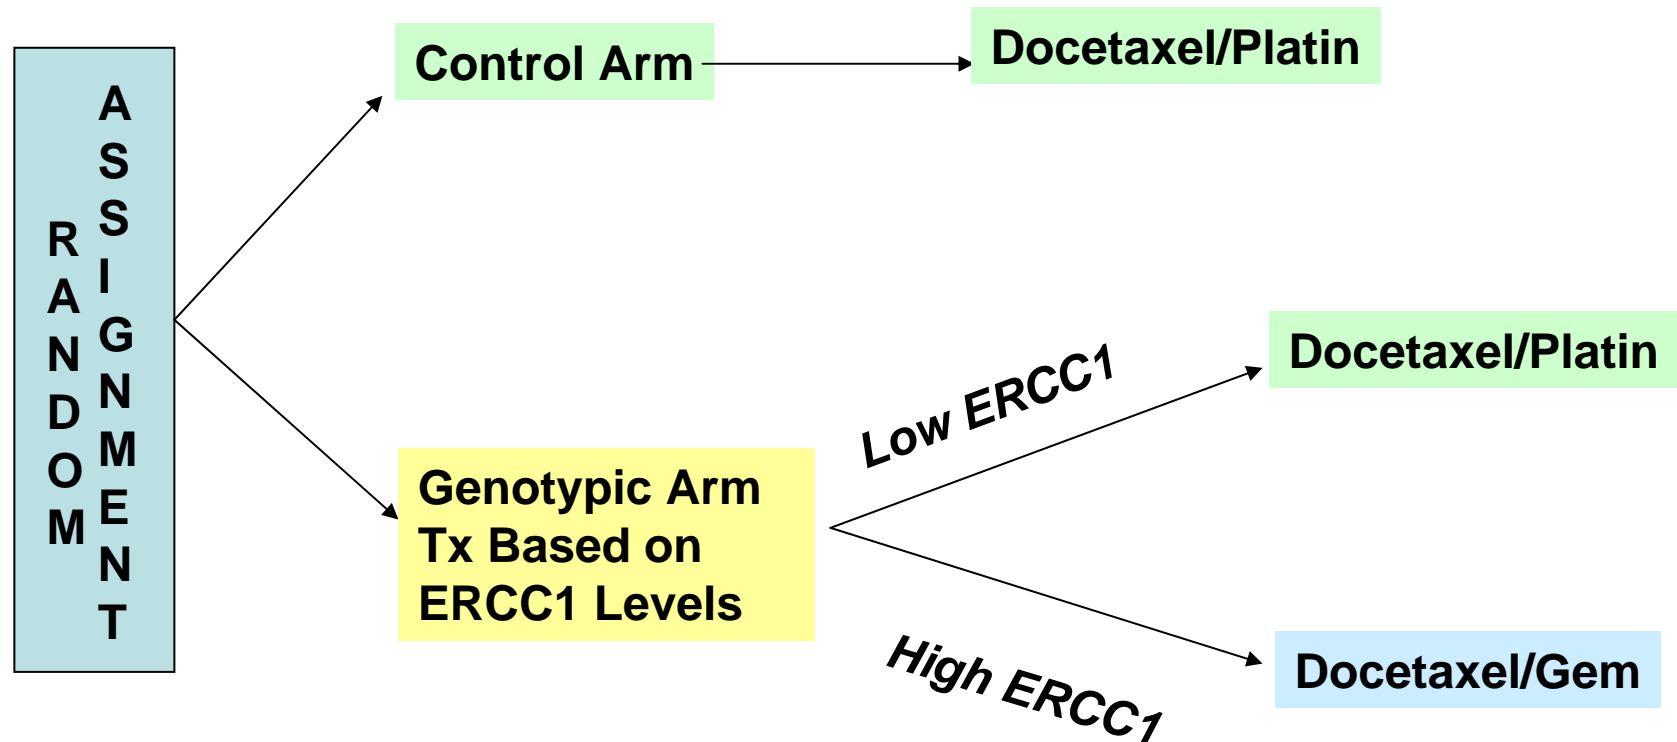 RANDOM
ASSIGNMENT
Control Arm
Docetaxel/Platin
Genotypic Arm
Tx Based on
ERCC1 Levels
Low ERCC1
Docetaxel/Platin
High ERCC1
Docetaxel/Gem